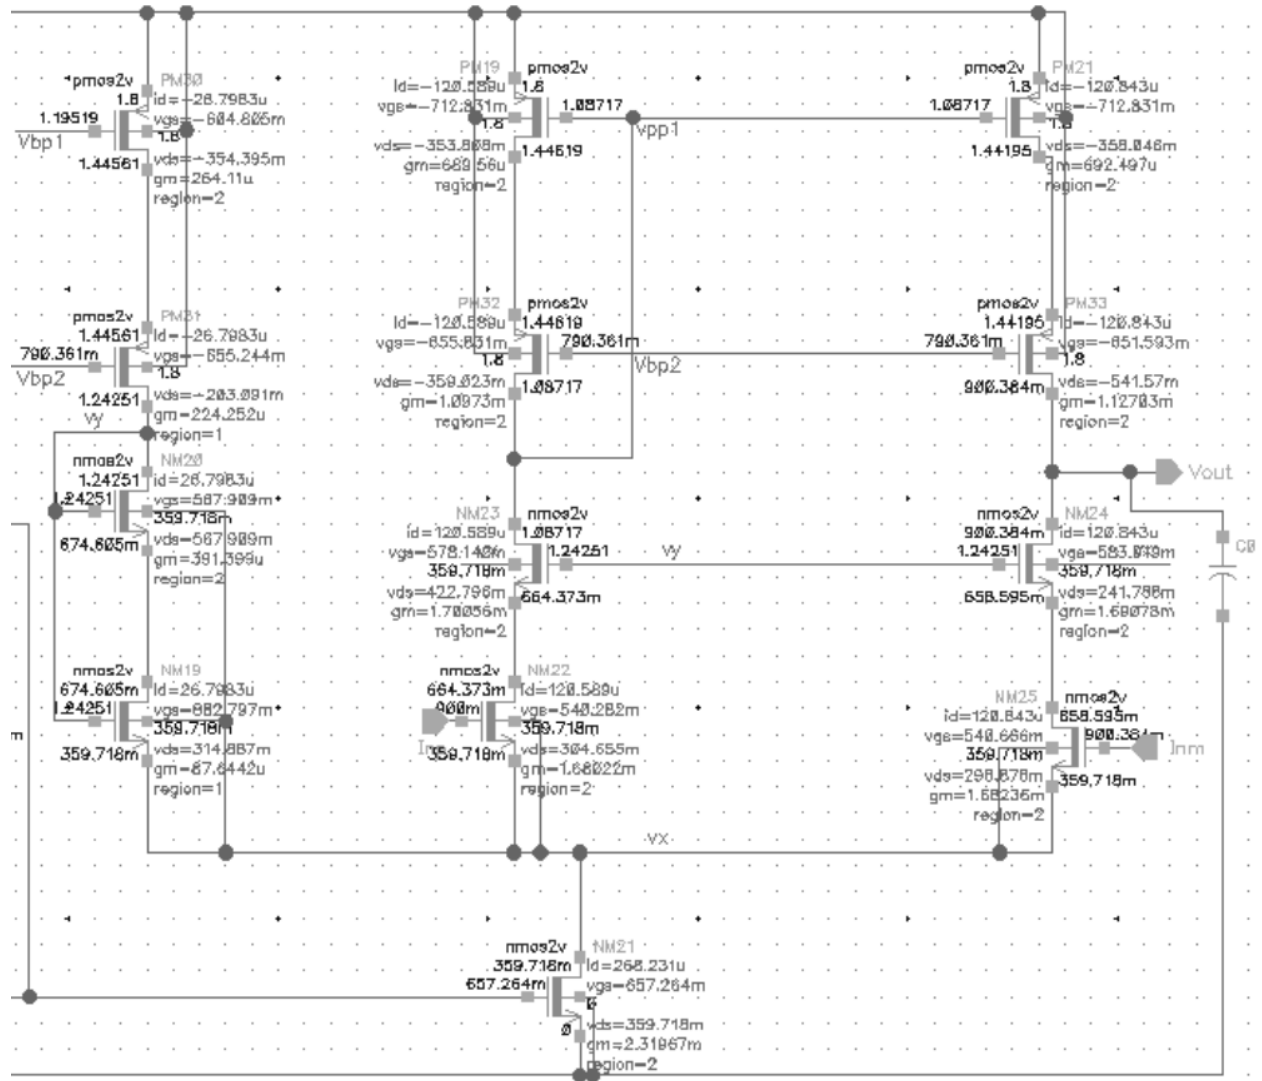 pmos2v PM30
1.8 id=-26.7983u
vgs=-604.805m
1.19519
Vbp1
1.8
vds=-354.395m
1.44561
gm=264.11u
region=2
PM19 pmos2v
id=-120.589u
1.8
vgs=-712.831m
1.08717
1.8
Vpp1
vds=-353.808m
1.44619
gm=689.56u
region=2
pmos2v PM21
1.8 id=-120.843u
vgs=-712.831m
1.08717
1.8
vds=-358.046m
1.44195
gm=692.497u
region=2
pmos2v PM31
1.44561 id=-26.7983u
vgs=-655.244m
790.361m
Vbp2
1.8
vds=-203.091m
1.24251
gm=224.252u
vy
region=1
PM32 pmos2v
id=-120.589u
1.44619
vgs=-655.831m
790.361m
1.8
Vbp2
vds=-359.023m
1.08717
gm=1.0973m
region=2
pmos2v PM33
1.44195 id=-120.843u
vgs=-651.593m
790.361m
1.8
vds=-541.57m
900.384m
gm=1.12703m
region=2
nmos2v NM20
1.24251 id=26.7983u
vgs=567.909m
1.24251
359.718m
vds=567.909m
674.605m
gm=391.399u
region=2
NM23 nmos2v
id=120.589u
1.08717
vgs=578.140m
1.24251
vy
359.718m
vds=422.796m
664.373m
gm=1.70056m
region=2
Vout
nmos2v NM24
900.384m id=120.843u
1.24251
359.718m
vds=241.788m
658.595m
gm=1.69078m
region=2
C0
nmos2v NM19
674.605m id=26.7983u
vgs=882.797m
1.24251
359.718m
vds=314.887m
359.718m
gm=87.6442u
region=1
nmos2v NM22
664.373m id=120.589u
vgs=540.282m
900m
359.718m
vds=304.655m
359.718m
gm=1.68022m
region=2
NM25 nmos2v
id=120.843u
658.595m
vgs=540.666m
900.384m
Inm
359.718m
vds=298.878m
359.718m
gm=1.68236m
region=2
m
vx
nmos2v NM21
359.718m id=268.231u
657.264m
vgs=657.264m
0
0
vds=359.718m
gm=2.31967m
region=2